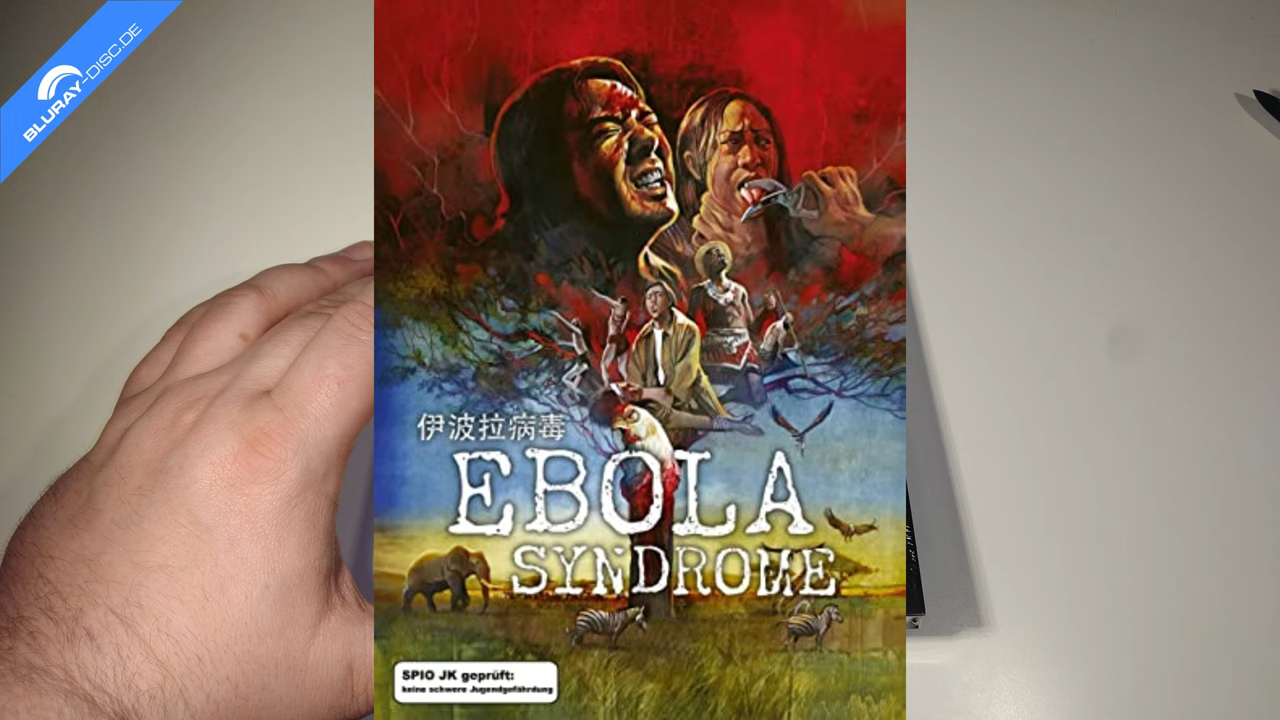 BLURAY-DISC.DE
伊波拉病毒
EBOLA
SYNDROME
SPIO JK geprüft:
keine schwere Jugendgefährdung